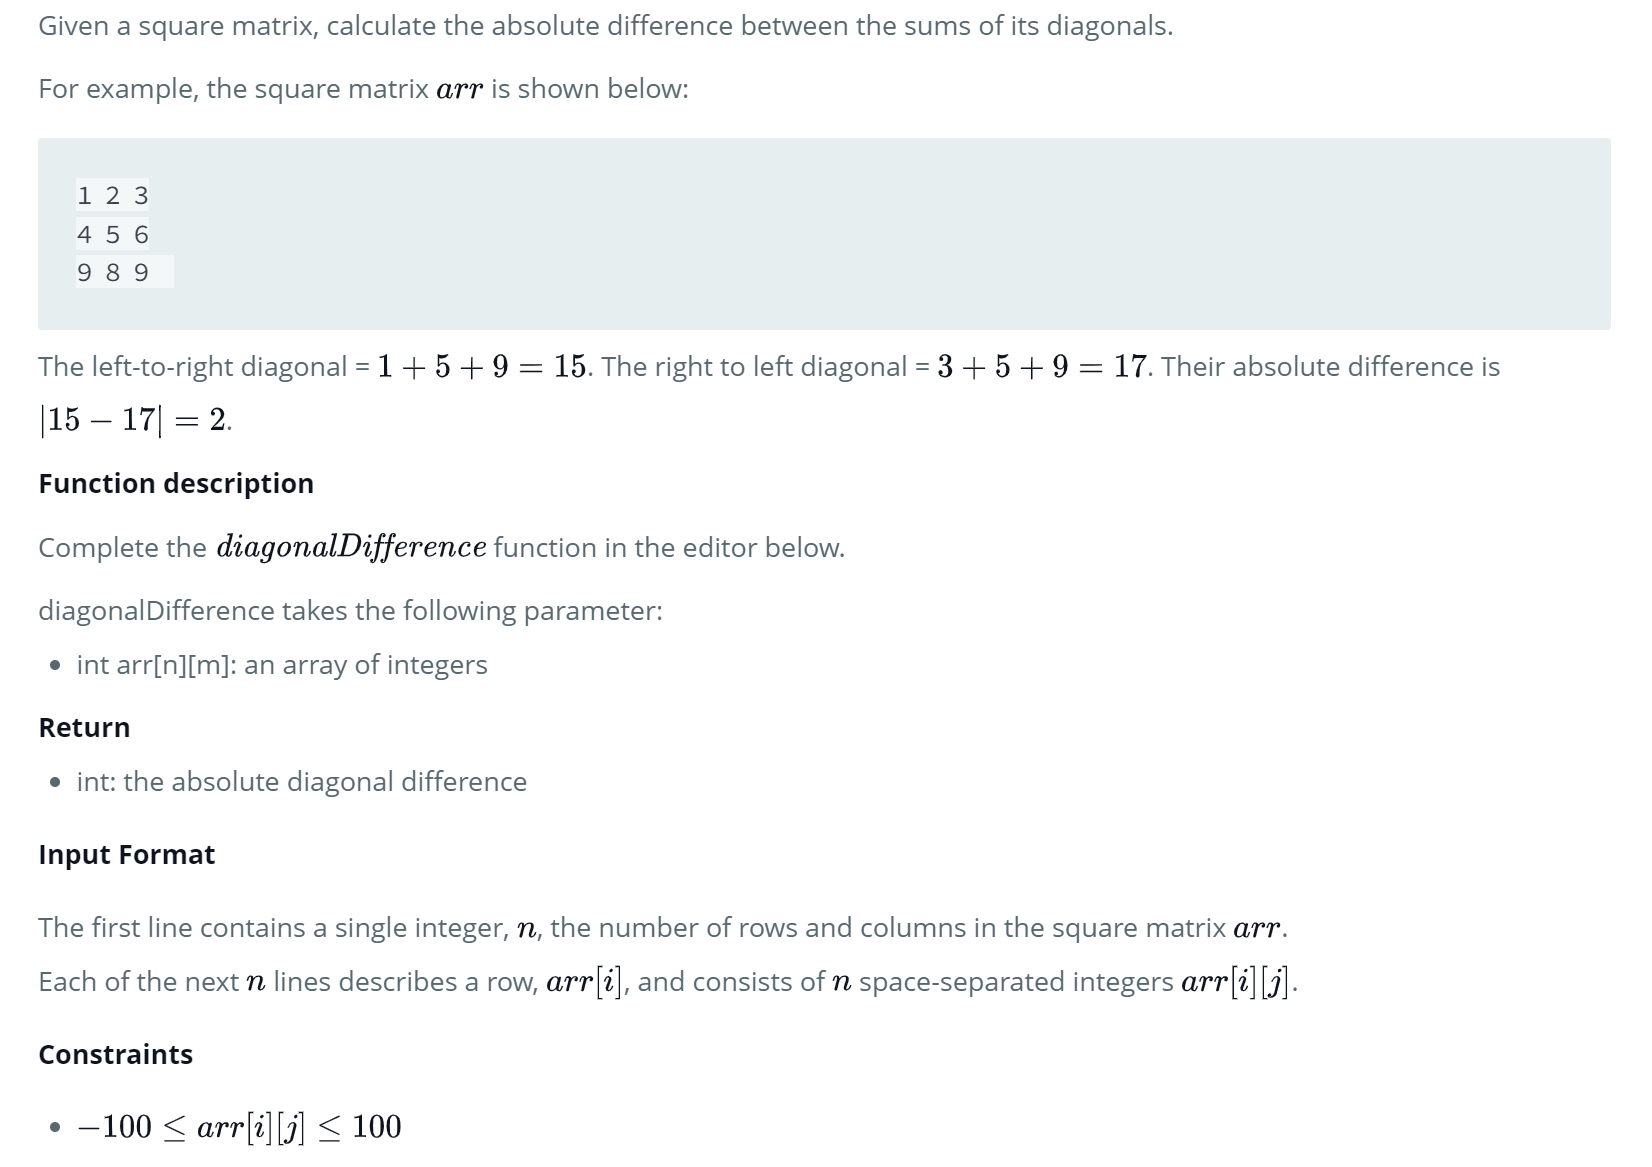 Given a square matrix, calculate the absolute difference between the sums of its diagonals.
For example, the square matrix arr is shown below:
1 2 3
4 5 6
9 8 9
The left-to-right diagonal = 1 + 5 + 9 = 15. The right to left diagonal = 3 + 5 + 9 = 17. Their absolute difference is
|15 − 17| = 2.
Function description
Complete the diagonalDifference function in the editor below.
diagonalDifference takes the following parameter:
• int arr[n][m]: an array of integers
Return
• int: the absolute diagonal difference
Input Format
The first line contains a single integer, n, the number of rows and columns in the square matrix arr.
Each of the next n lines describes a row, arr[i], and consists of n space-separated integers arr[i][j].
Constraints
• −100 ≤ arr[i][j] ≤ 100